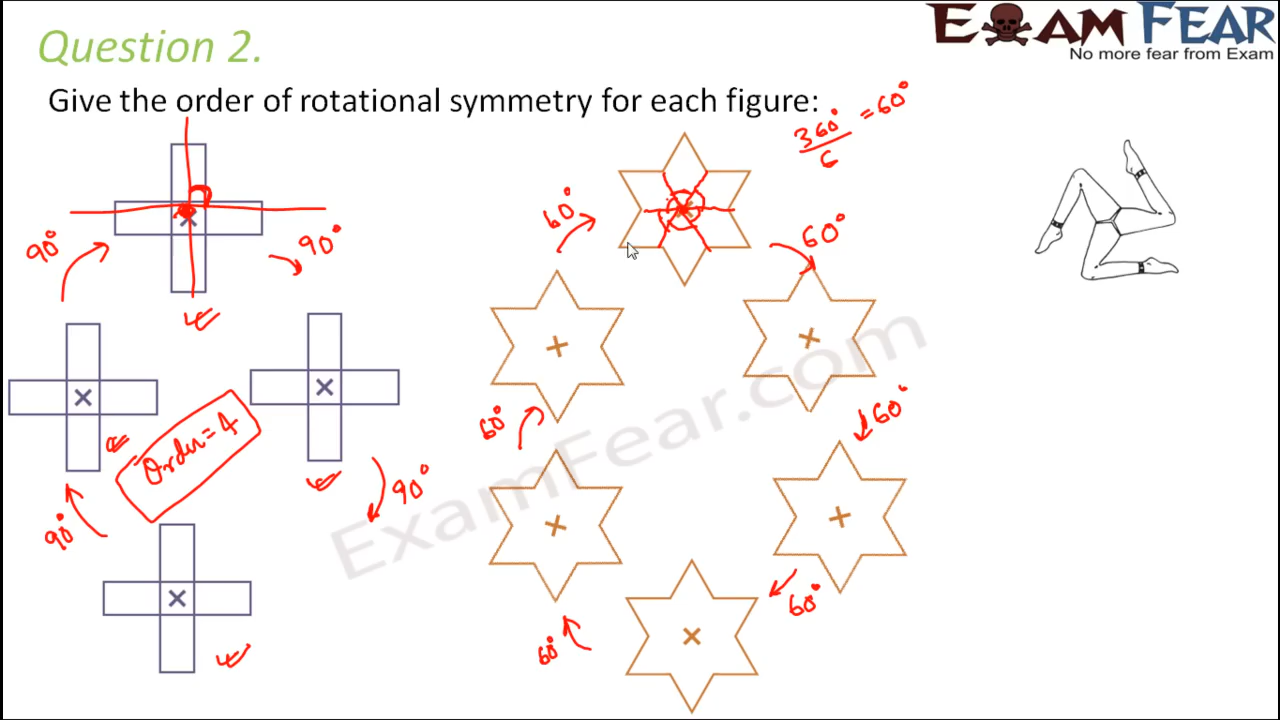 Question 2.
EXAM FEAR
No more fear from Exam
Give the order of rotational symmetry for each figure:
360°/6 = 60°
90°
90°
60°
60°
Order = 4
60°
60°
90°
90°
60°
60°
ExamFear.com